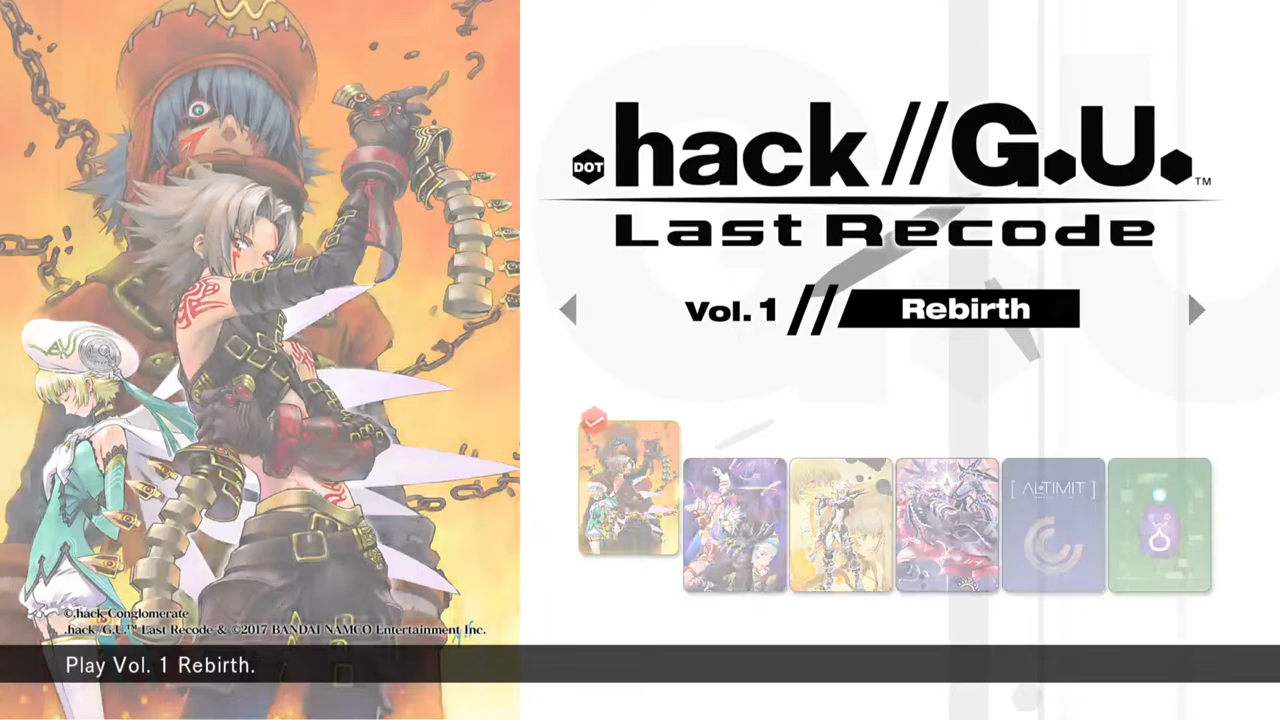 DOT
.hack//G.U.™
Last Recode
Vol. 1 // Rebirth
[ ALTIMIT ]
©.hack Conglomerate
.hack//G.U.™ Last Recode & ©2017 BANDAI NAMCO Entertainment Inc.
Play Vol. 1 Rebirth.